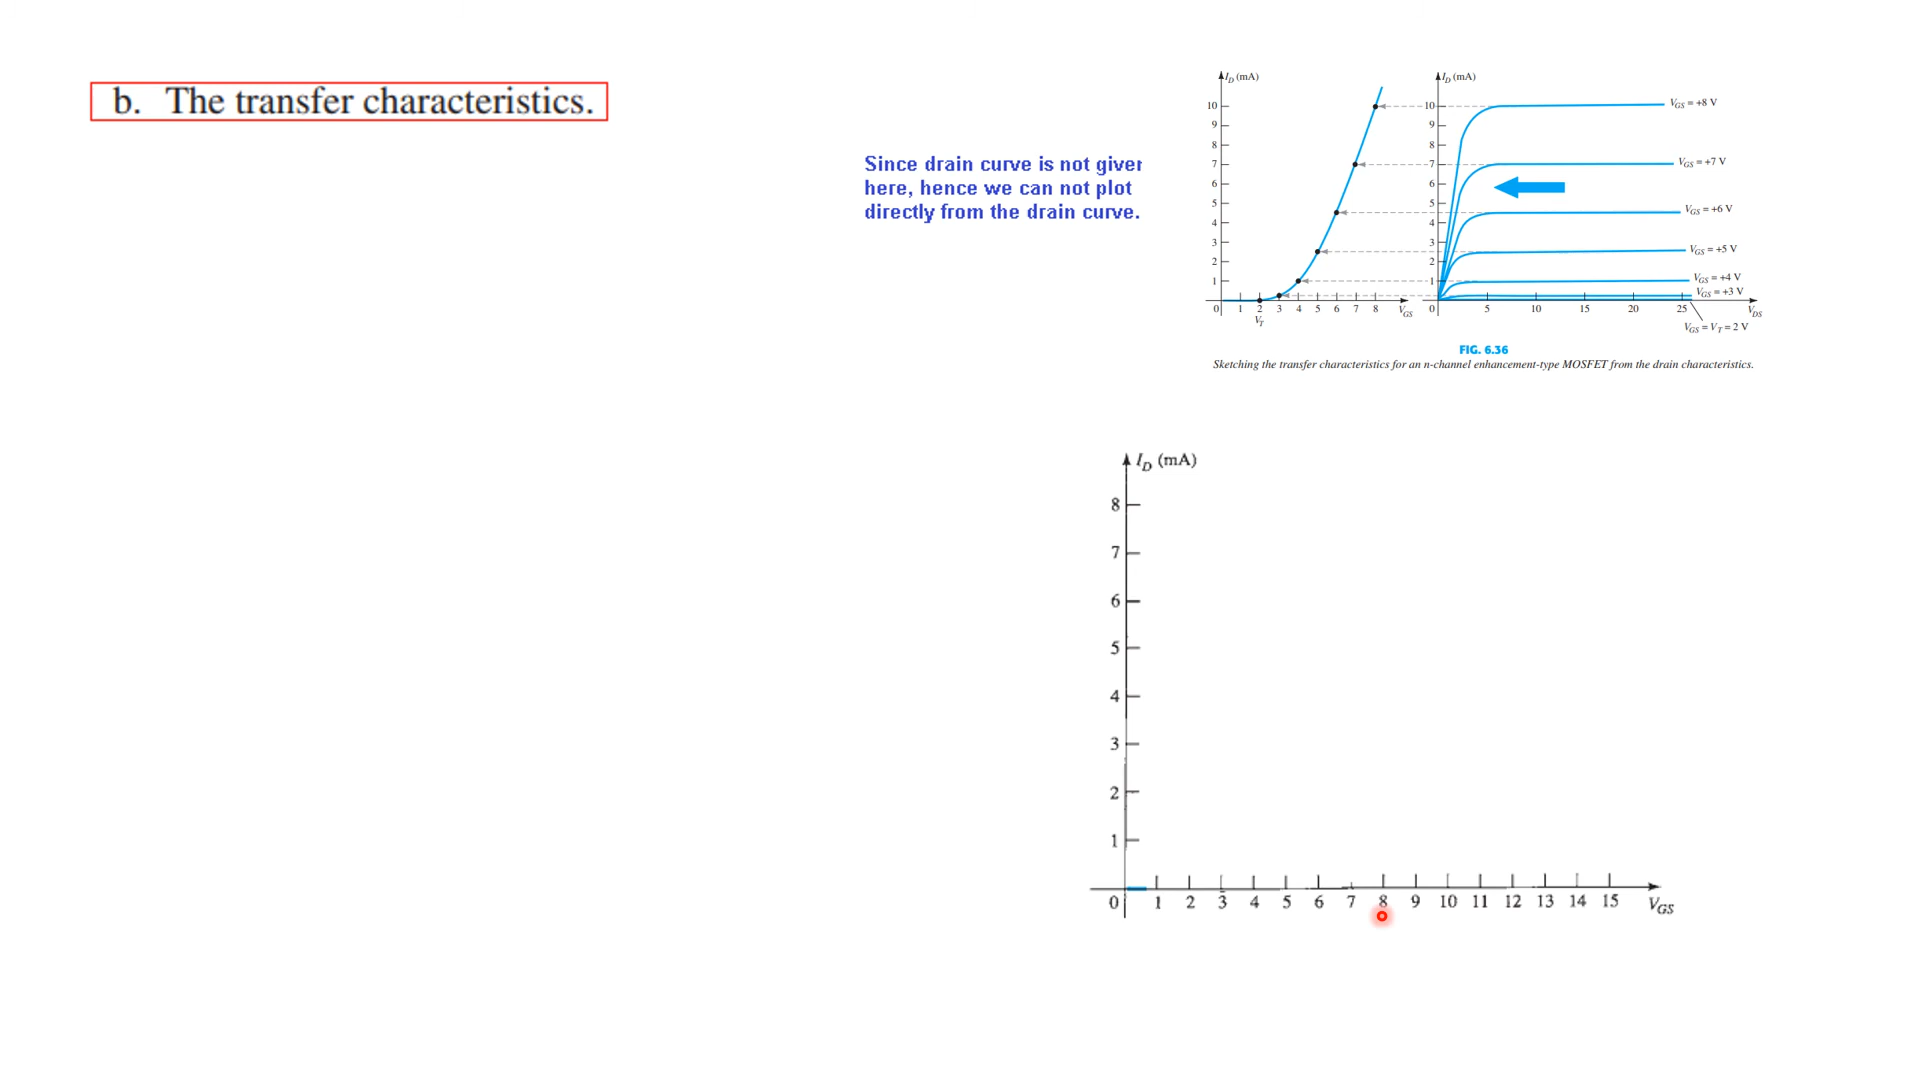 b. The transfer characteristics.
Since drain curve is not giver
here, hence we can not plot
directly from the drain curve.
I_D (mA)
10
9
8
7
6
5
4
3
2
1
0 1 2 3 4 5 6 7 8 V_GS
V_T
I_D (mA)
10
9
8
7
6
5
4
3
2
1
0 5 10 15 20 25 V_DS
V_GS = +8 V
V_GS = +7 V
V_GS = +6 V
V_GS = +5 V
V_GS = +4 V
V_GS = +3 V
V_GS = V_T = 2 V
FIG. 6.36
Sketching the transfer characteristics for an n-channel enhancement-type MOSFET from the drain characteristics.
I_D (mA)
8
7
6
5
4
3
2
1
0 1 2 3 4 5 6 7 8 9 10 11 12 13 14 15 V_GS